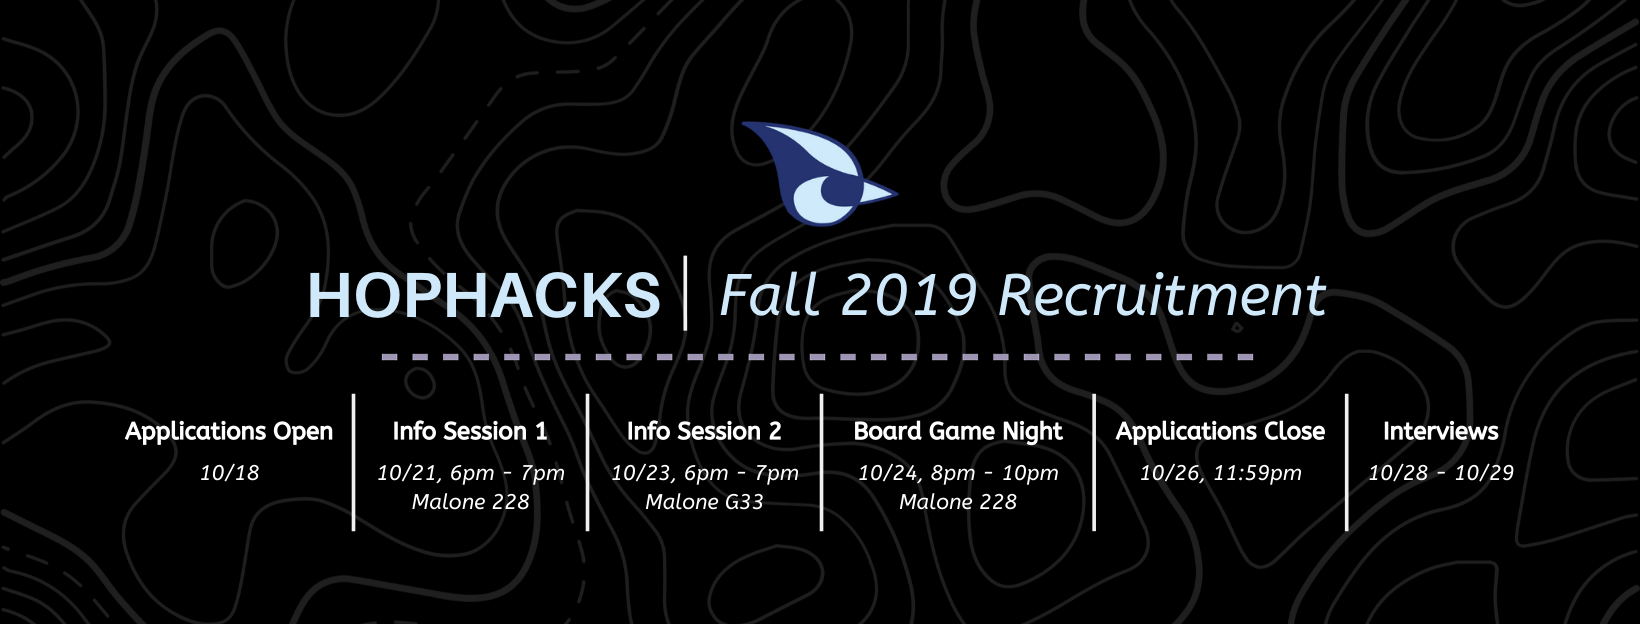 HOPHACKS | Fall 2019 Recruitment
Applications Open
10/18
Info Session 1
10/21, 6pm - 7pm
Malone 228
Info Session 2
10/23, 6pm - 7pm
Malone G33
Board Game Night
10/24, 8pm - 10pm
Malone 228
Applications Close
10/26, 11:59pm
Interviews
10/28 - 10/29